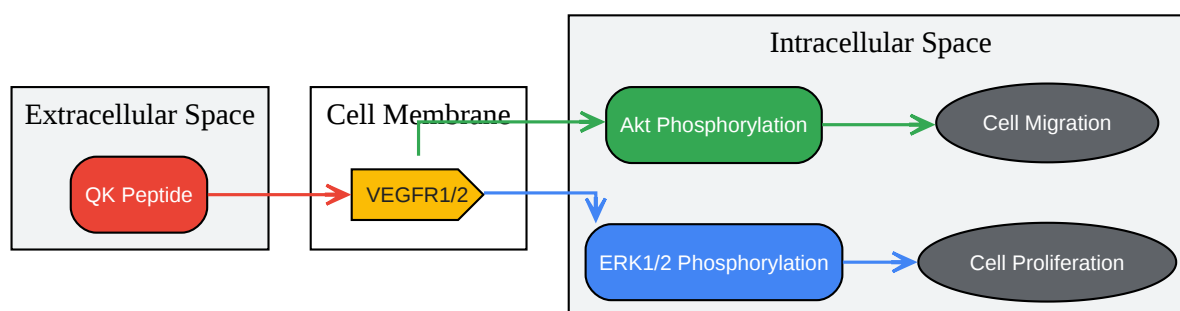 Extracellular Space
QK Peptide
Cell Membrane
VEGFR1/2
Intracellular Space
Akt Phosphorylation
Cell Migration
ERK1/2 Phosphorylation
Cell Proliferation